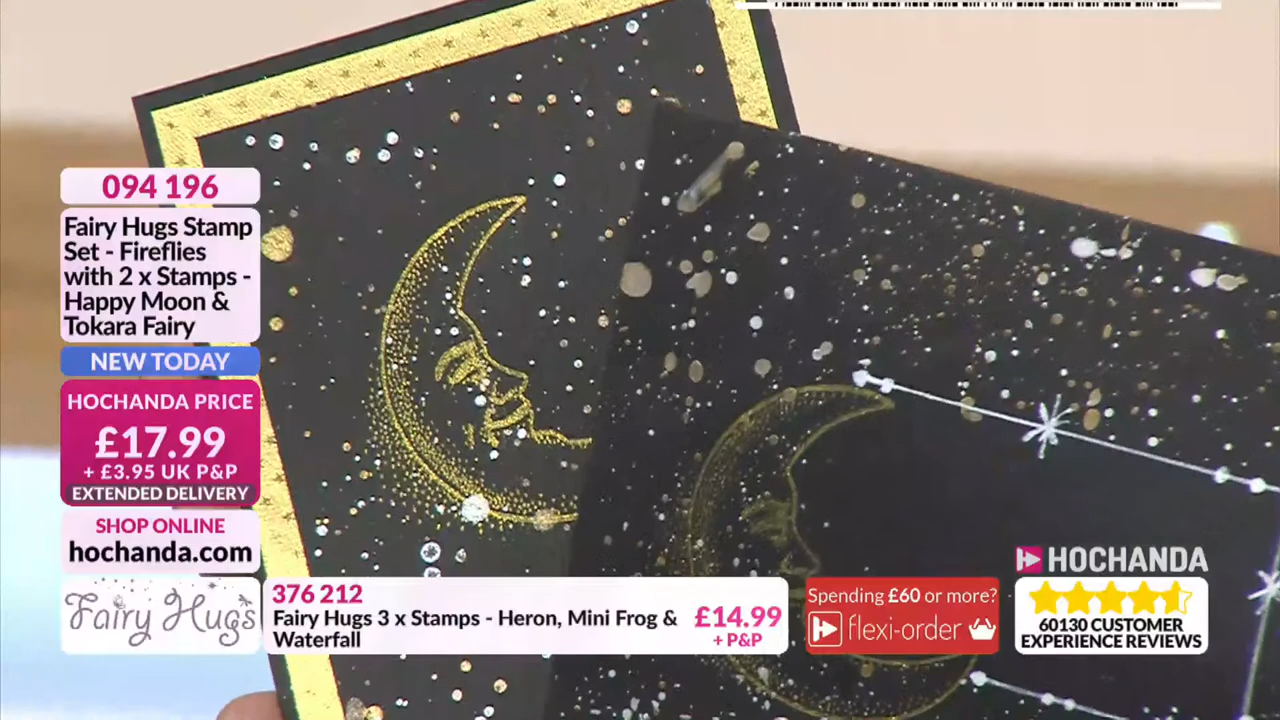 094 196
Fairy Hugs Stamp
Set - Fireflies
with 2 x Stamps -
Happy Moon &
Tokara Fairy
NEW TODAY
HOCHANDA PRICE
£17.99
+ £3.95 UK P&P
EXTENDED DELIVERY
SHOP ONLINE
hochanda.com
Fairy Hugs
376 212
Fairy Hugs 3 x Stamps - Heron, Mini Frog &
Waterfall
£14.99
+ P&P
Spending £60 or more?
flexi-order
HOCHANDA
60130 CUSTOMER
EXPERIENCE REVIEWS